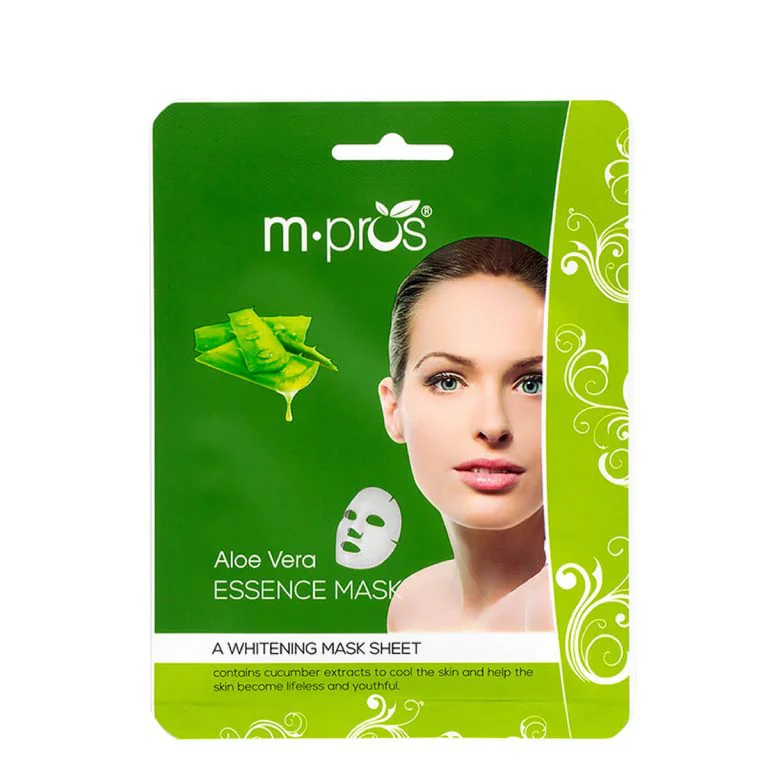 m·pros®
Aloe Vera
ESSENCE MASK
A WHITENING MASK SHEET
contains cucumber extracts to cool the skin and help the
skin become lifeless and youthful.